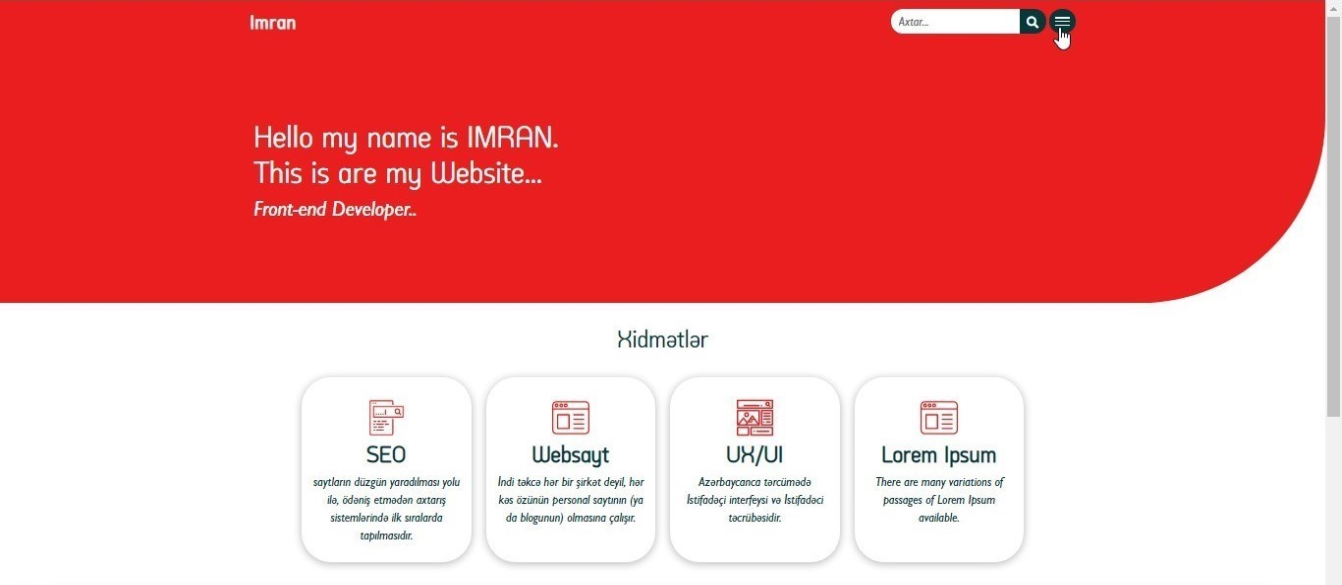 Imran
Axtar...
Hello my name is IMRAN.
This is are my Website...
Front-end Developer..
Xidmətlər
SEO
saytların düzgün yaradılması yolu
ilə, ödəniş etmədən axtarış
sistemlərində ilk sıralarda
tapılmasıdır.
Websayt
İndi təkcə hər bir şirkət deyil, hər
kəs özünün personal saytının (ya
da blogunun) olmasına çalışır.
UX/UI
Azərbaycanca tərcümədə
İstifadəçi interfeysi və İstifadəci
təcrübəsidir.
Lorem Ipsum
There are many variations of
passages of Lorem Ipsum
available.